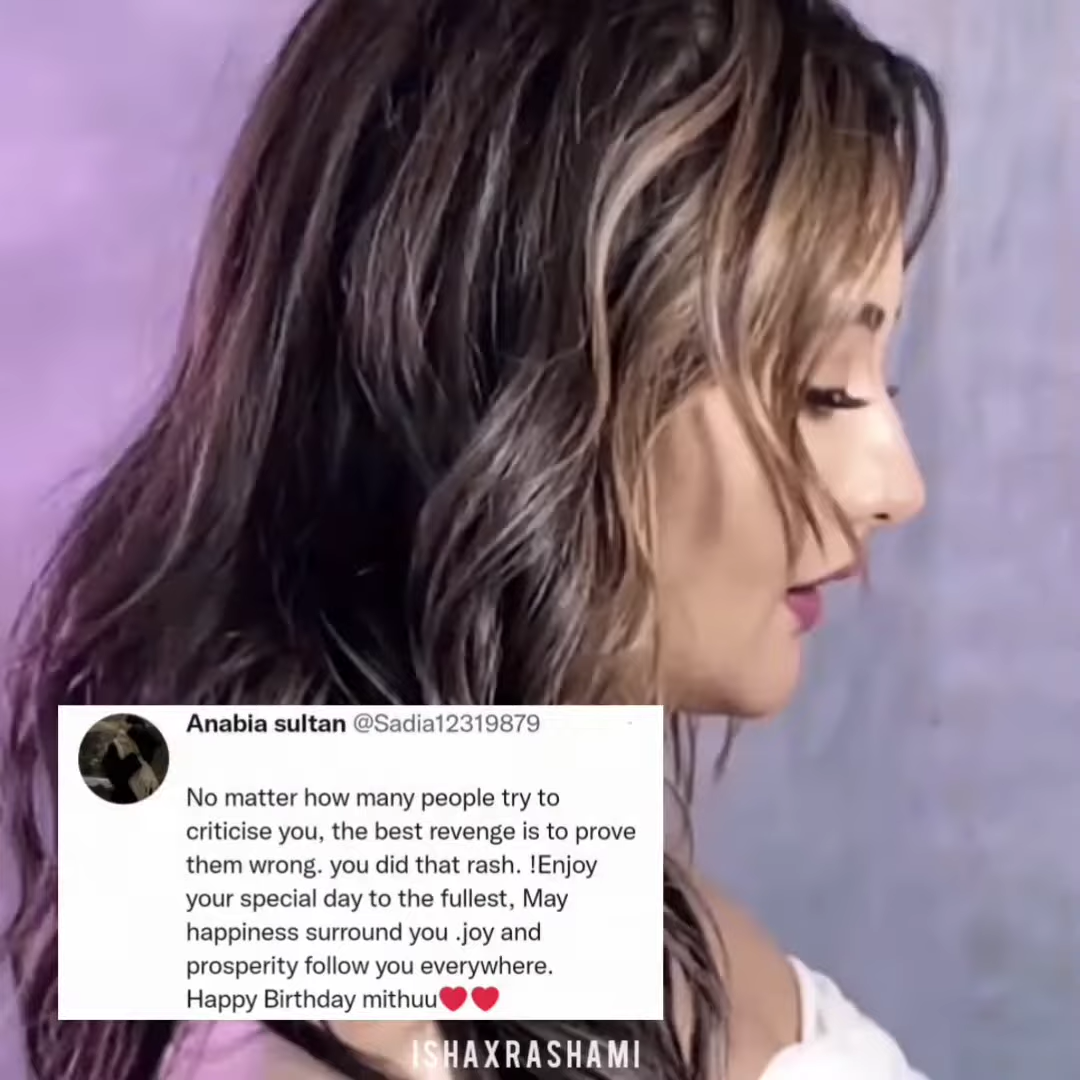 Anabia sultan @Sadia12319879
No matter how many people try to
criticise you, the best revenge is to prove
them wrong. you did that rash. !Enjoy
your special day to the fullest, May
happiness surround you .joy and
prosperity follow you everywhere.
Happy Birthday mithuu❤️❤️
ISHAXRASHAMI